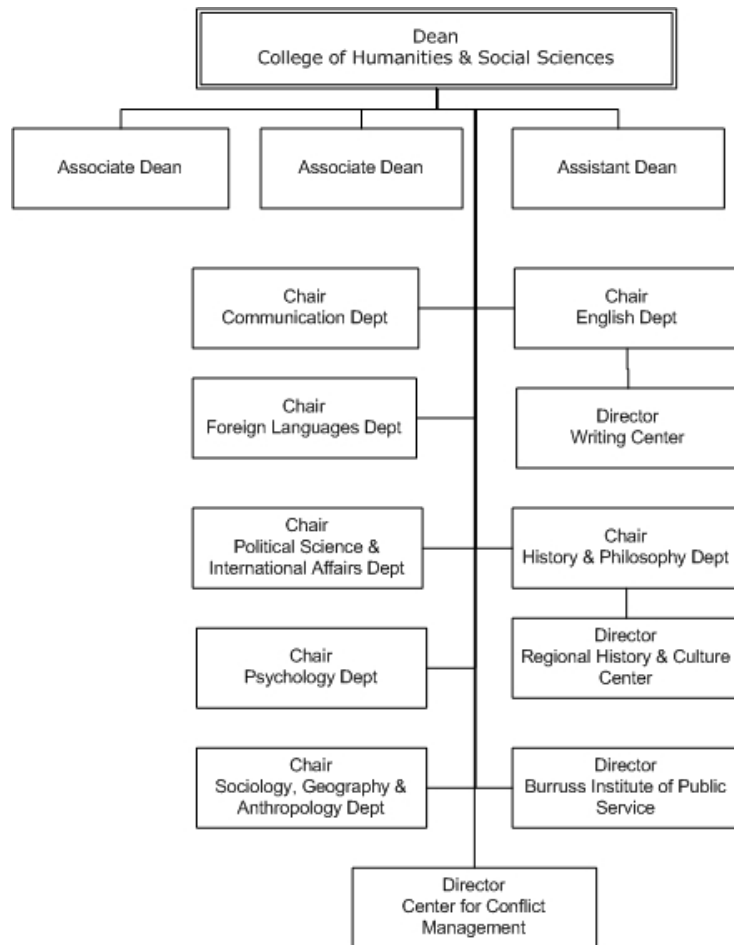 Dean
College of Humanities & Social Sciences
Associate Dean
Associate Dean
Assistant Dean
Chair
Communication Dept
Chair
English Dept
Chair
Foreign Languages Dept
Director
Writing Center
Chair
Political Science &
International Affairs Dept
Chair
History & Philosophy Dept
Chair
Psychology Dept
Director
Regional History & Culture
Center
Chair
Sociology, Geography &
Anthropology Dept
Director
Burruss Institute of Public
Service
Director
Center for Conflict
Management